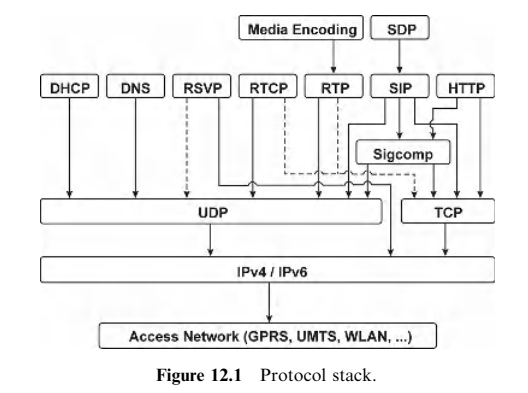 Media Encoding SDP
DHCP DNS RSVP RTCP RTP SIP HTTP
Sigcomp
UDP TCP
IPv4 / IPv6
Access Network (GPRS, UMTS, WLAN, ...)
Figure 12.1 Protocol stack.